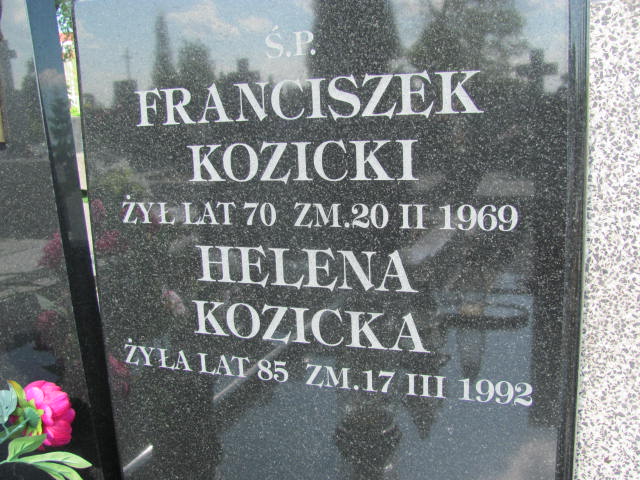 Ś.P.
FRANCISZEK
KOZICKI
ŻYŁ LAT 70 ZM.20 II 1969
HELENA
KOZICKA
ŻYŁA LAT 85 ZM.17 III 1992